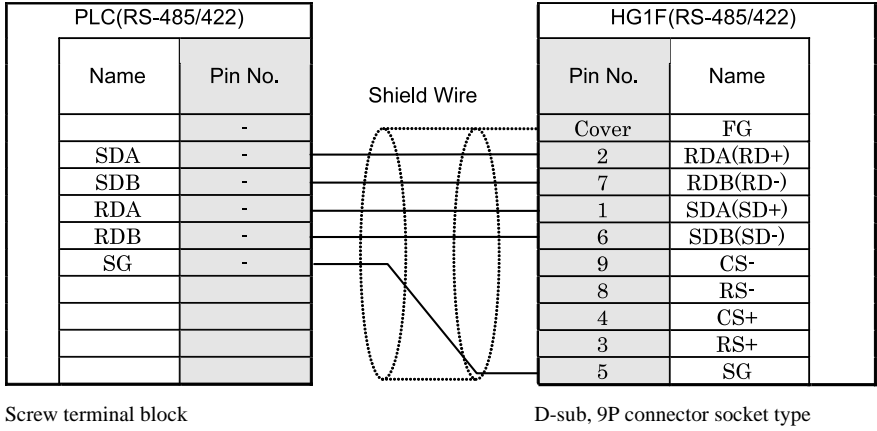 PLC(RS-485/422) HG1F(RS-485/422)
Name Pin No. Pin No. Name
Shield Wire
- Cover FG
SDA - 2 RDA(RD+)
SDB - 7 RDB(RD-)
RDA - 1 SDA(SD+)
RDB - 6 SDB(SD-)
SG - 9 CS-
8 RS-
4 CS+
3 RS+
5 SG
Screw terminal block D-sub, 9P connector socket type